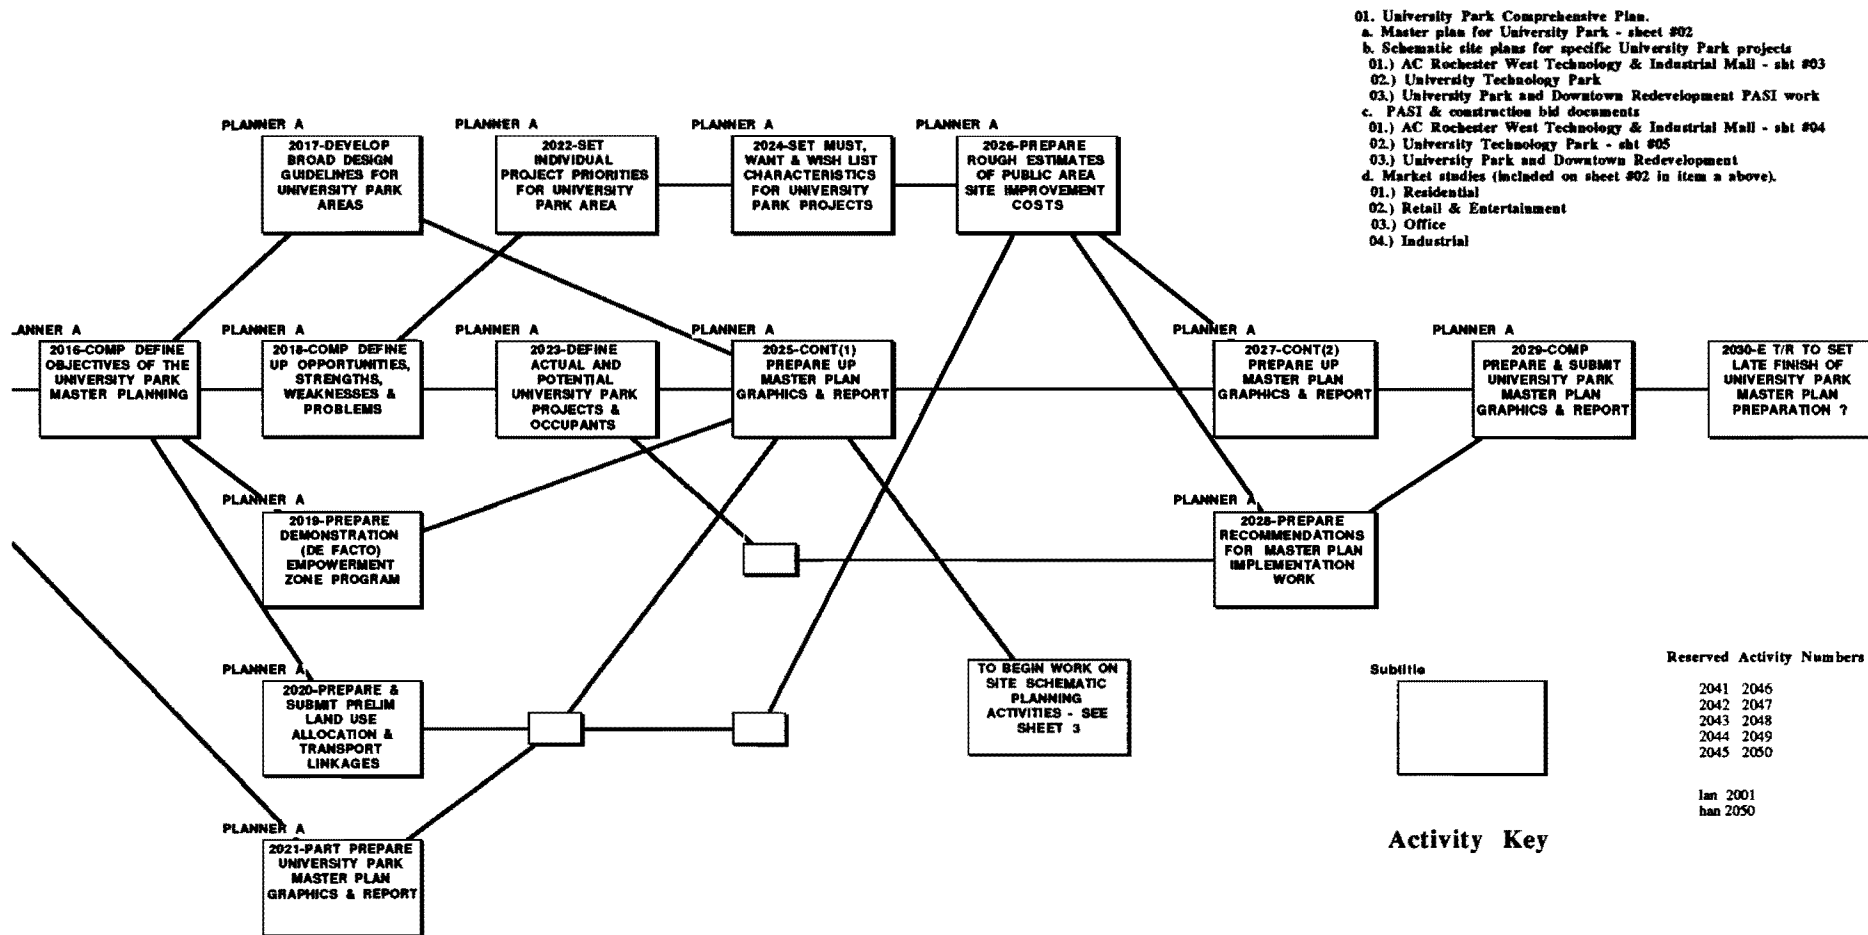 01. University Park Comprehensive Plan.
a. Master plan for University Park - sheet #02
b. Schematic site plans for specific University Park projects
01.) AC Rochester West Technology & Industrial Mall - sht #03
02.) University Technology Park
03.) University Park and Downtown Redevelopment PASI work
c. PASI & construction bid documents
01.) AC Rochester West Technology & Industrial Mall - sht #04
02.) University Technology Park - sht #05
03.) University Park and Downtown Redevelopment
d. Market studies (included on sheet #02 in item a above).
01.) Residential
02.) Retail & Entertainment
03.) Office
04.) Industrial
PLANNER A
2017-DEVELOP
BROAD DESIGN
GUIDELINES FOR
UNIVERSITY PARK
AREAS
PLANNER A
2022-SET
INDIVIDUAL
PROJECT PRIORITIES
FOR UNIVERSITY
PARK AREA
PLANNER A
2024-SET MUST,
WANT & WISH LIST
CHARACTERISTICS
FOR UNIVERSITY
PARK PROJECTS
PLANNER A
2026-PREPARE
ROUGH ESTIMATES
OF PUBLIC AREA
SITE IMPROVEMENT
COSTS
LANNER A
2016-COMP DEFINE
OBJECTIVES OF THE
UNIVERSITY PARK
MASTER PLANNING
PLANNER A
2018-COMP DEFINE
UP OPPORTUNITIES,
STRENGTHS,
WEAKNESSES &
PROBLEMS
PLANNER A
2023-DEFINE
ACTUAL AND
POTENTIAL
UNIVERSITY PARK
PROJECTS &
OCCUPANTS
PLANNER A
2025-CONT(1)
PREPARE UP
MASTER PLAN
GRAPHICS & REPORT
PLANNER A
2027-CONT(2)
PREPARE UP
MASTER PLAN
GRAPHICS & REPORT
PLANNER A
2029-COMP
PREPARE & SUBMIT
UNIVERSITY PARK
MASTER PLAN
GRAPHICS & REPORT
2030-E T/R TO SET
LATE FINISH OF
UNIVERSITY PARK
MASTER PLAN
PREPARATION ?
PLANNER A
2019-PREPARE
DEMONSTRATION
(DE FACTO)
EMPOWERMENT
ZONE PROGRAM
PLANNER A
2028-PREPARE
RECOMMENDATIONS
FOR MASTER PLAN
IMPLEMENTATION
WORK
PLANNER A
2020-PREPARE &
SUBMIT PRELIM
LAND USE
ALLOCATION &
TRANSPORT
LINKAGES
TO BEGIN WORK ON
SITE SCHEMATIC
PLANNING
ACTIVITIES - SEE
SHEET 3
PLANNER A
2021-PART PREPARE
UNIVERSITY PARK
MASTER PLAN
GRAPHICS & REPORT
Subtitle
Activity Key
Reserved Activity Numbers
2041 2046
2042 2047
2043 2048
2044 2049
2045 2050
lan 2001
han 2050